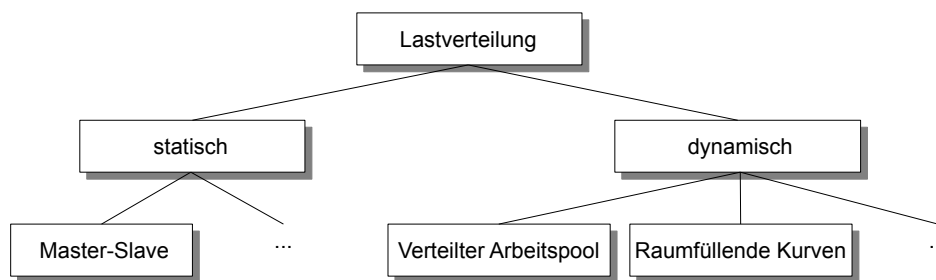 Lastverteilung
statisch
dynamisch
Master-Slave
...
Verteilter Arbeitspool
Raumfüllende Kurven
..